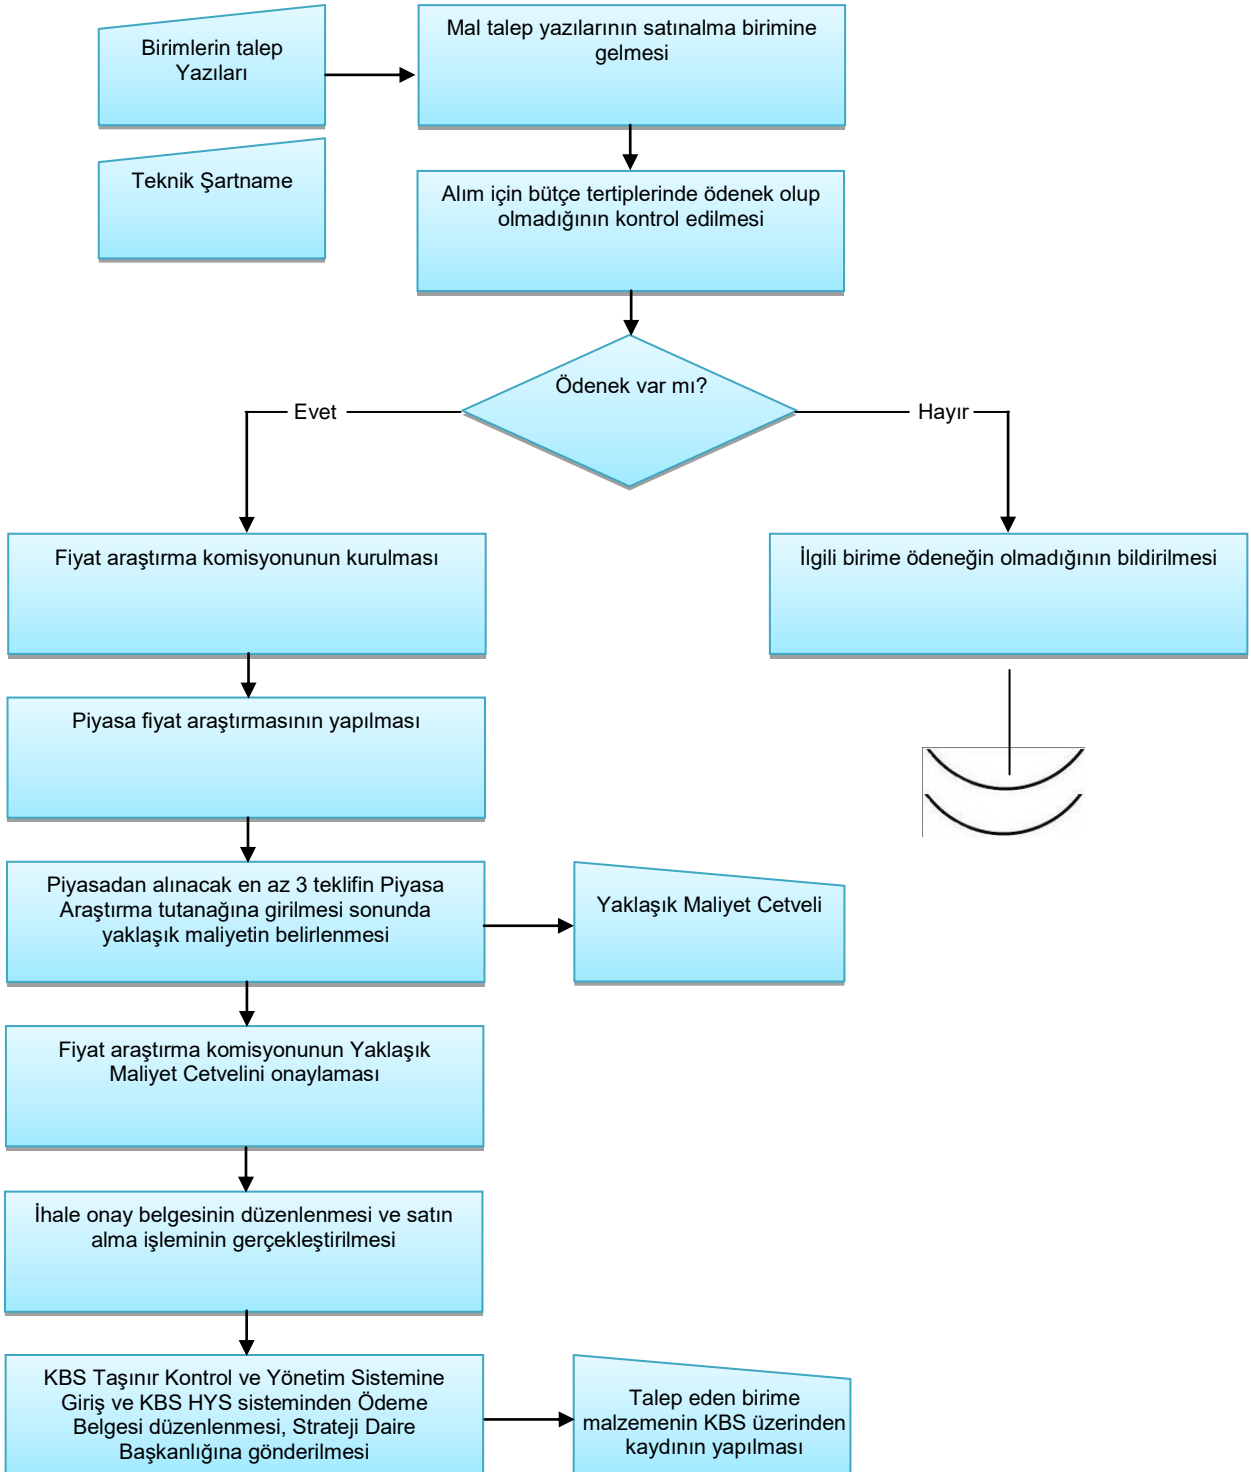 Birimlerin talep
Yazıları
Mal talep yazılarının satınalma birimine
gelmesi
Teknik Şartname
Alım için bütçe tertiplerinde ödenek olup
olmadığının kontrol edilmesi
Ödenek var mı?
Evet
Hayır
Fiyat araştırma komisyonunun kurulması
İlgili birime ödeneğin olmadığının bildirilmesi
Piyasa fiyat araştırmasının yapılması
Piyasadan alınacak en az 3 teklifin Piyasa
Araştırma tutanağına girilmesi sonunda
yaklaşık maliyetin belirlenmesi
Yaklaşık Maliyet Cetveli
Fiyat araştırma komisyonunun Yaklaşık
Maliyet Cetvelini onaylaması
İhale onay belgesinin düzenlenmesi ve satın
alma işleminin gerçekleştirilmesi
KBS Taşınır Kontrol ve Yönetim Sistemine
Giriş ve KBS HYS sisteminden Ödeme
Belgesi düzenlenmesi, Strateji Daire
Başkanlığına gönderilmesi
Talep eden birime
malzemenin KBS üzerinden
kaydının yapılması